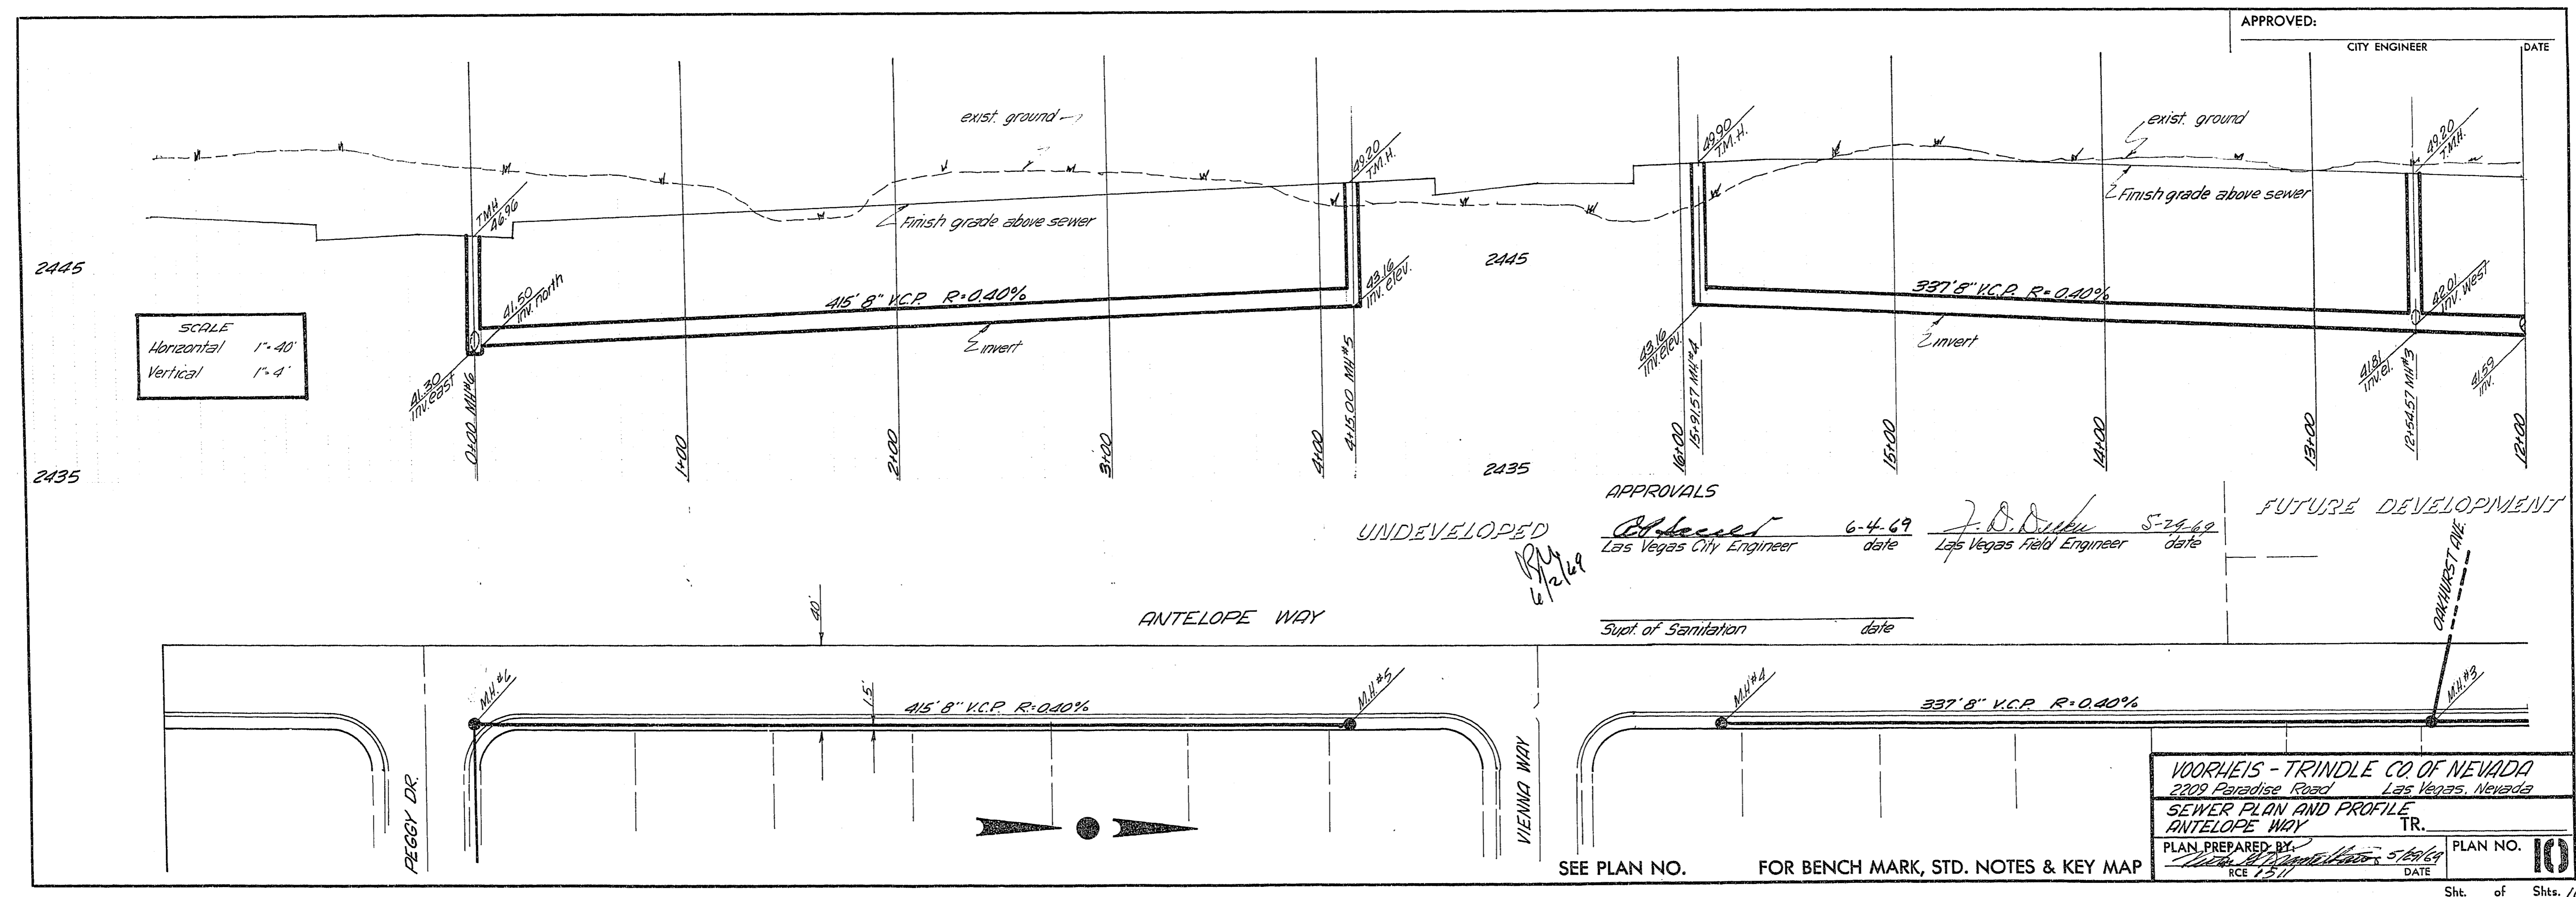 APPROVED:
CITY ENGINEER DATE
exist. ground
T.M.H. 46.96
49.20 T.M.H.
49.90 T.M.H.
exist. ground
49.20 T.M.H.
Finish grade above sewer
Finish grade above sewer
2445
2445
41.50 inv. north
415' 8" V.C.P. R=0.40%
43.16 inv. elev.
337' 8" V.C.P. R=0.40%
42.01 inv. west
SCALE
Horizontal 1"=40'
Vertical 1"=4'
invert
invert
41.30 inv. east
43.16 inv. elev.
41.81 inv. el.
41.59 inv.
0+00 MH#6
1+00
2+00
3+00
4+00
4+15.00 MH#5
16+00
15+91.57 MH#4
15+00
14+00
13+00
12+54.57 MH#3
12+00
2435
2435
APPROVALS
UNDEVELOPED
FUTURE DEVELOPMENT
6-4-69
5-29-69
Las Vegas City Engineer date
Las Vegas Field Engineer date
6/2/69
OAKHURST AVE.
40'
ANTELOPE WAY
Supt. of Sanitation date
M.H.#6
1.5'
415' 8" V.C.P. R=0.40%
M.H.#5
M.H.#4
337' 8" V.C.P. R=0.40%
M.H.#3
PEGGY DR.
VIENNA WAY
VOORHEIS - TRINDLE CO. OF NEVADA
2209 Paradise Road Las Vegas, Nevada
SEWER PLAN AND PROFILE
ANTELOPE WAY TR.
PLAN PREPARED BY:
5/29/69
RCE 1511 DATE
PLAN NO. 10
SEE PLAN NO. FOR BENCH MARK, STD. NOTES & KEY MAP
Sht. of Shts.